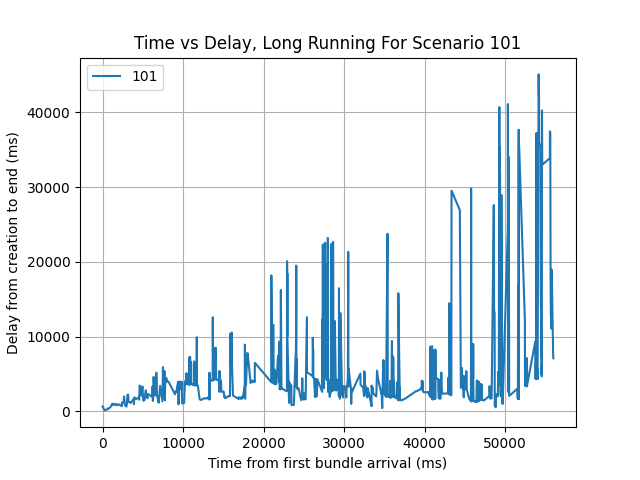 Time vs Delay, Long Running For Scenario 101
101
Delay from creation to end (ms)
40000
30000
20000
10000
0
0 10000 20000 30000 40000 50000
Time from first bundle arrival (ms)